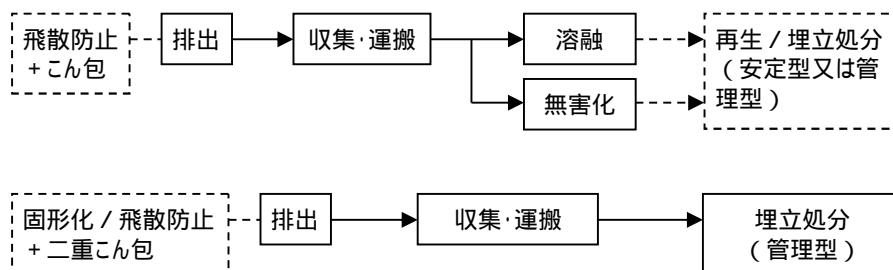 飛散防止
+こん包
排出
収集・運搬
溶融
無害化
再生 / 埋立処分
(安定型又は管
理型)
固形化 / 飛散防止
+二重こん包
排出
収集・運搬
埋立処分
(管理型)